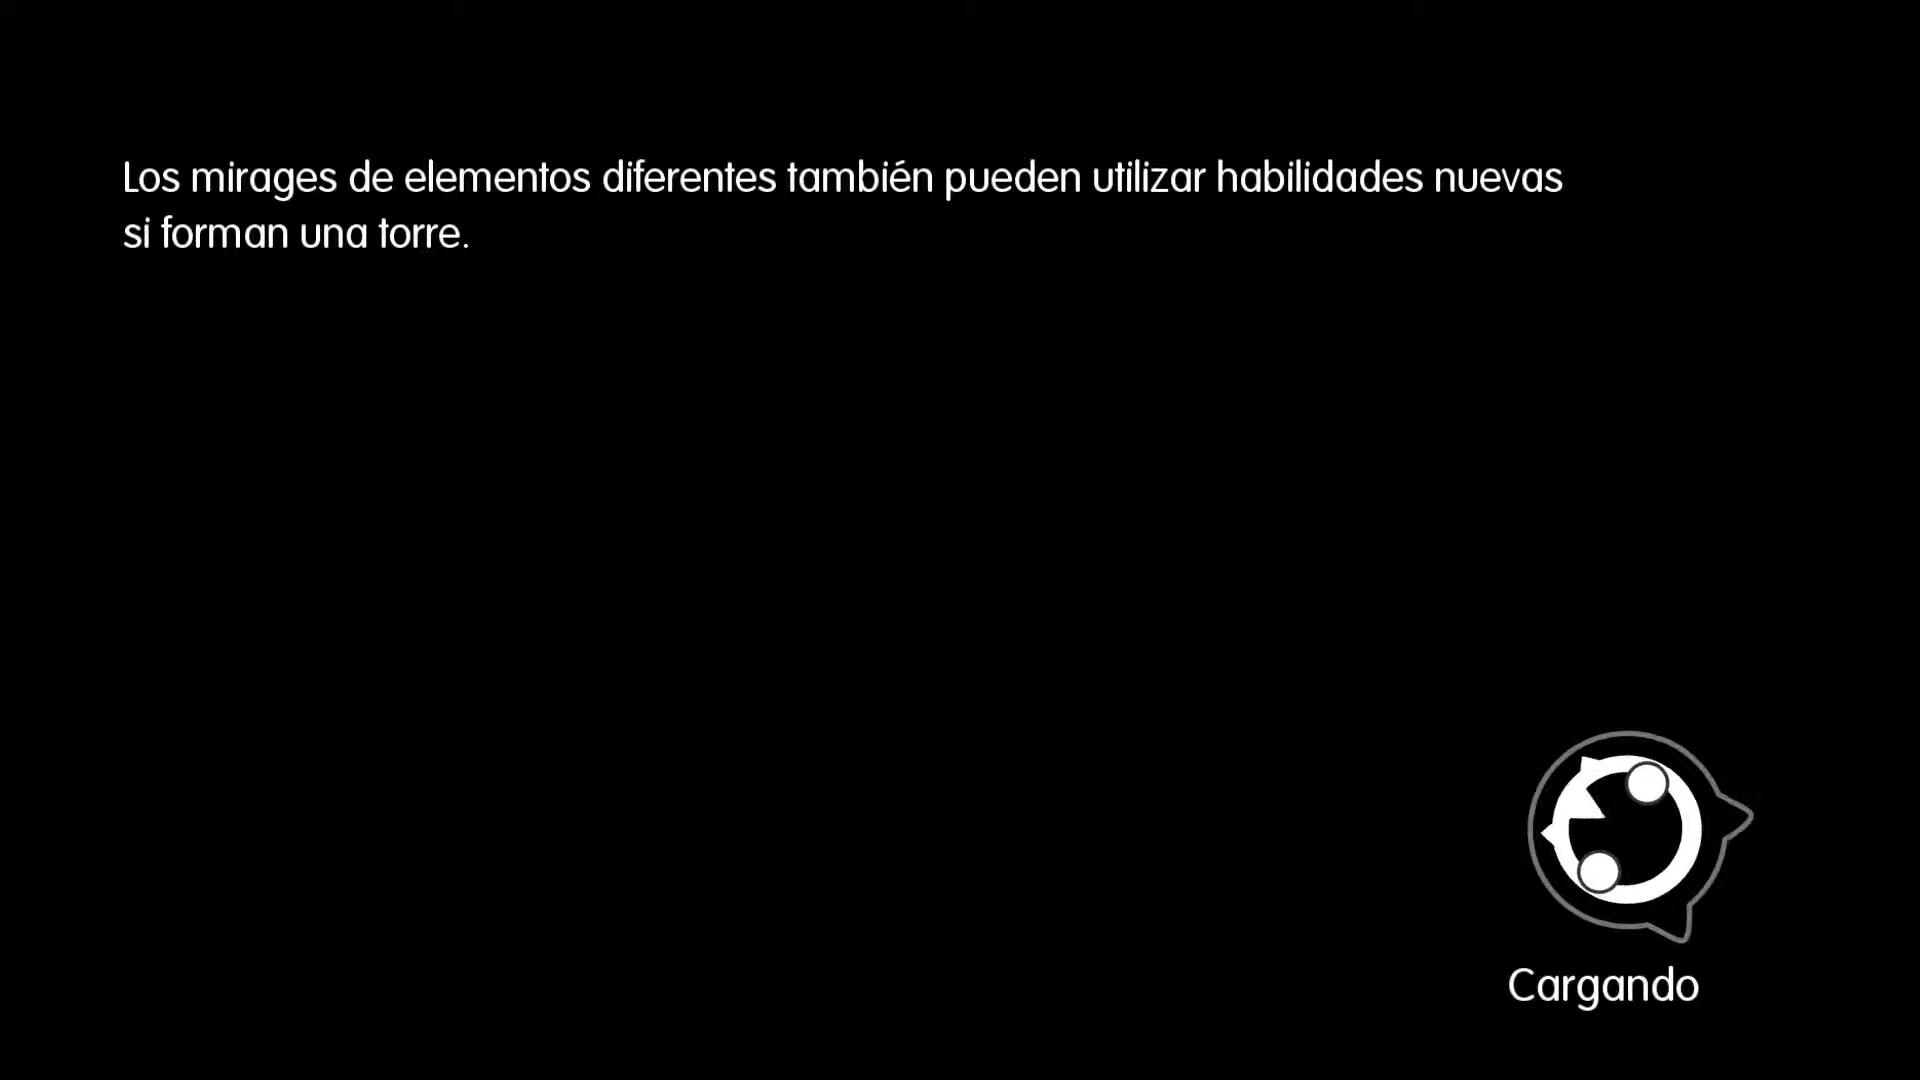 Los mirages de elementos diferentes también pueden utilizar habilidades nuevas
si forman una torre.
Cargando